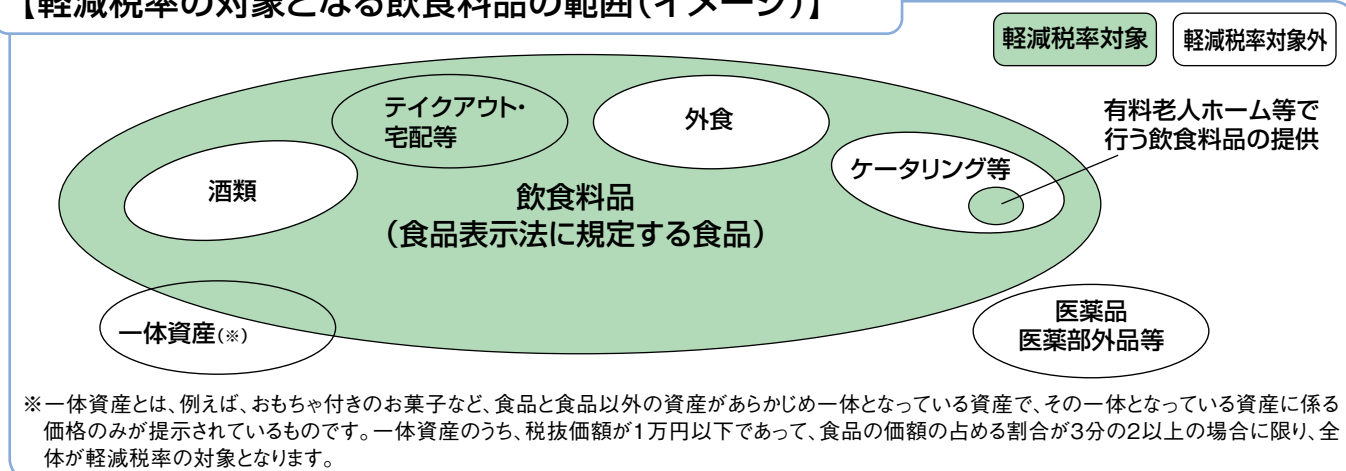 【軽減税率の対象となる飲食料品の範囲(イメージ)】
軽減税率対象
軽減税率対象外
テイクアウト・
宅配等
外食
有料老人ホーム等で
行う飲食料品の提供
ケータリング等
酒類
飲食料品
(食品表示法に規定する食品)
一体資産(※)
医薬品
医薬部外品等
※一体資産とは、例えば、おもちゃ付きのお菓子など、食品と食品以外の資産があらかじめ一体となっている資産で、その一体となっている資産に係る
価格のみが提示されているものです。一体資産のうち、税抜価額が1万円以下であって、食品の価額の占める割合が3分の2以上の場合に限り、全
体が軽減税率の対象となります。